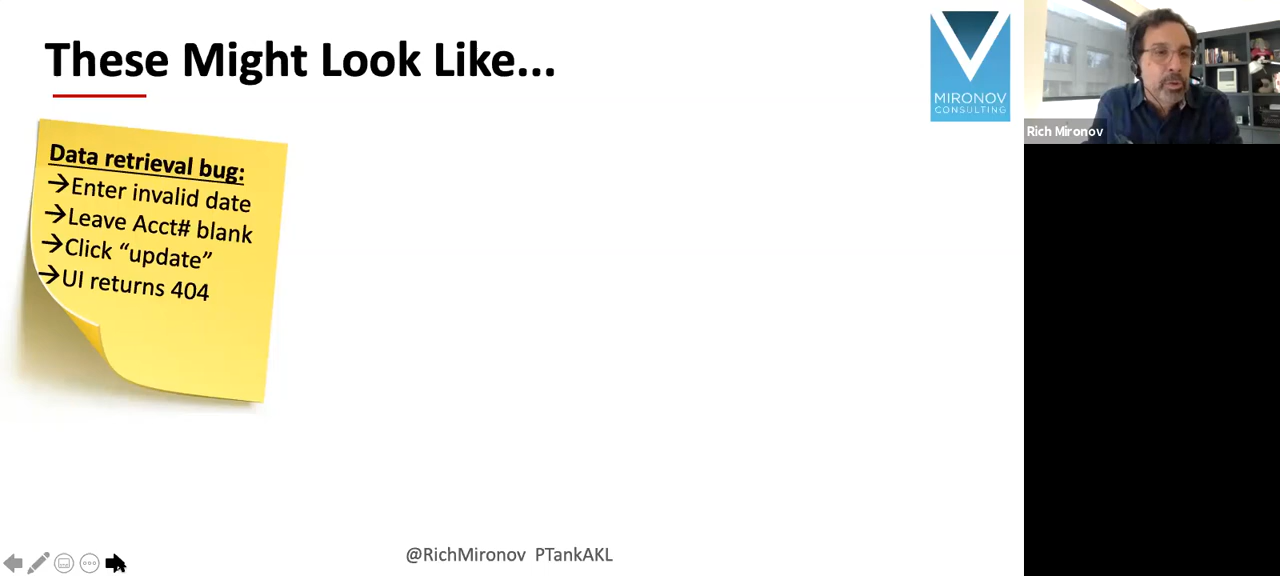 These Might Look Like...
MIRONOV
CONSULTING
Rich Mironov
Data retrieval bug:
→Enter invalid date
→Leave Acct# blank
→Click “update”
→UI returns 404
@RichMironov PTankAKL